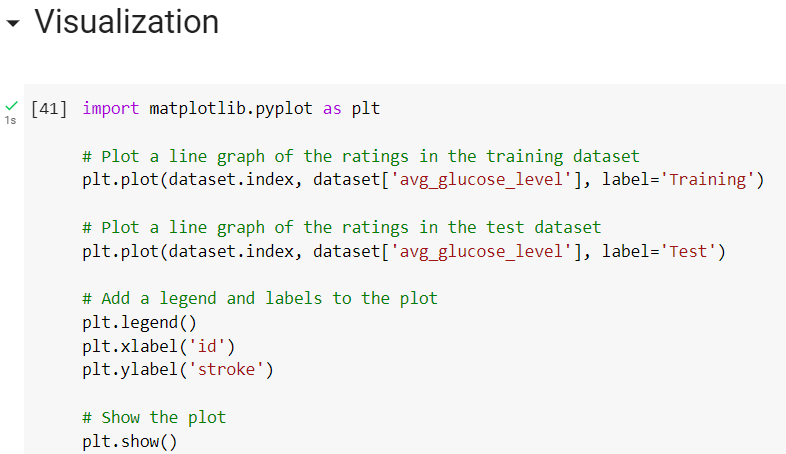 Visualization
[41] import matplotlib.pyplot as plt
1s
# Plot a line graph of the ratings in the training dataset
plt.plot(dataset.index, dataset['avg_glucose_level'], label='Training')
# Plot a line graph of the ratings in the test dataset
plt.plot(dataset.index, dataset['avg_glucose_level'], label='Test')
# Add a legend and labels to the plot
plt.legend()
plt.xlabel('id')
plt.ylabel('stroke')
# Show the plot
plt.show()